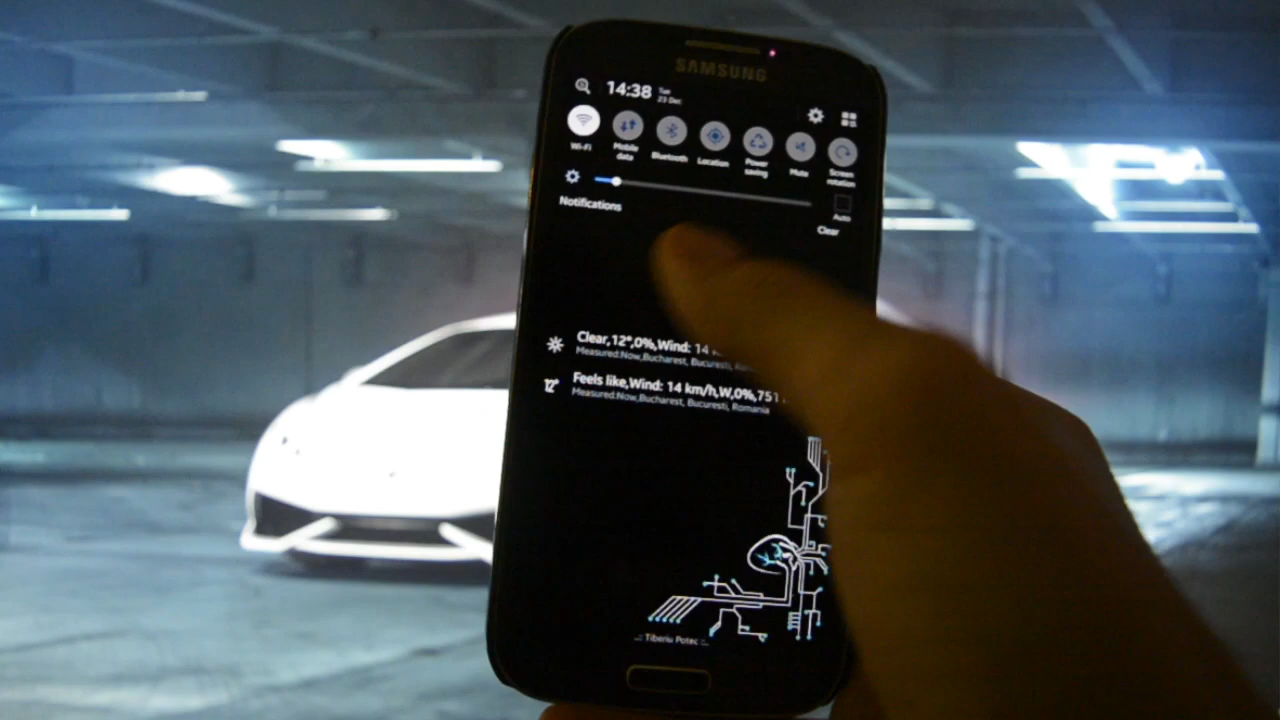 SAMSUNG
14:38 Tue
23 Dec
Wi-Fi
Mobile
data
Bluetooth
Location
Power
saving
Mute
Screen
rotation
Auto
Notifications
Clear
Clear,12°,0%,Wind: 14
Measured:Now,Bucharest, Bucuresti,
12°
Feels like,Wind: 14 km/h,W,0%,751
Measured:Now,Bucharest, Bucuresti, Romania
..:: Tiberiu Potec ::..